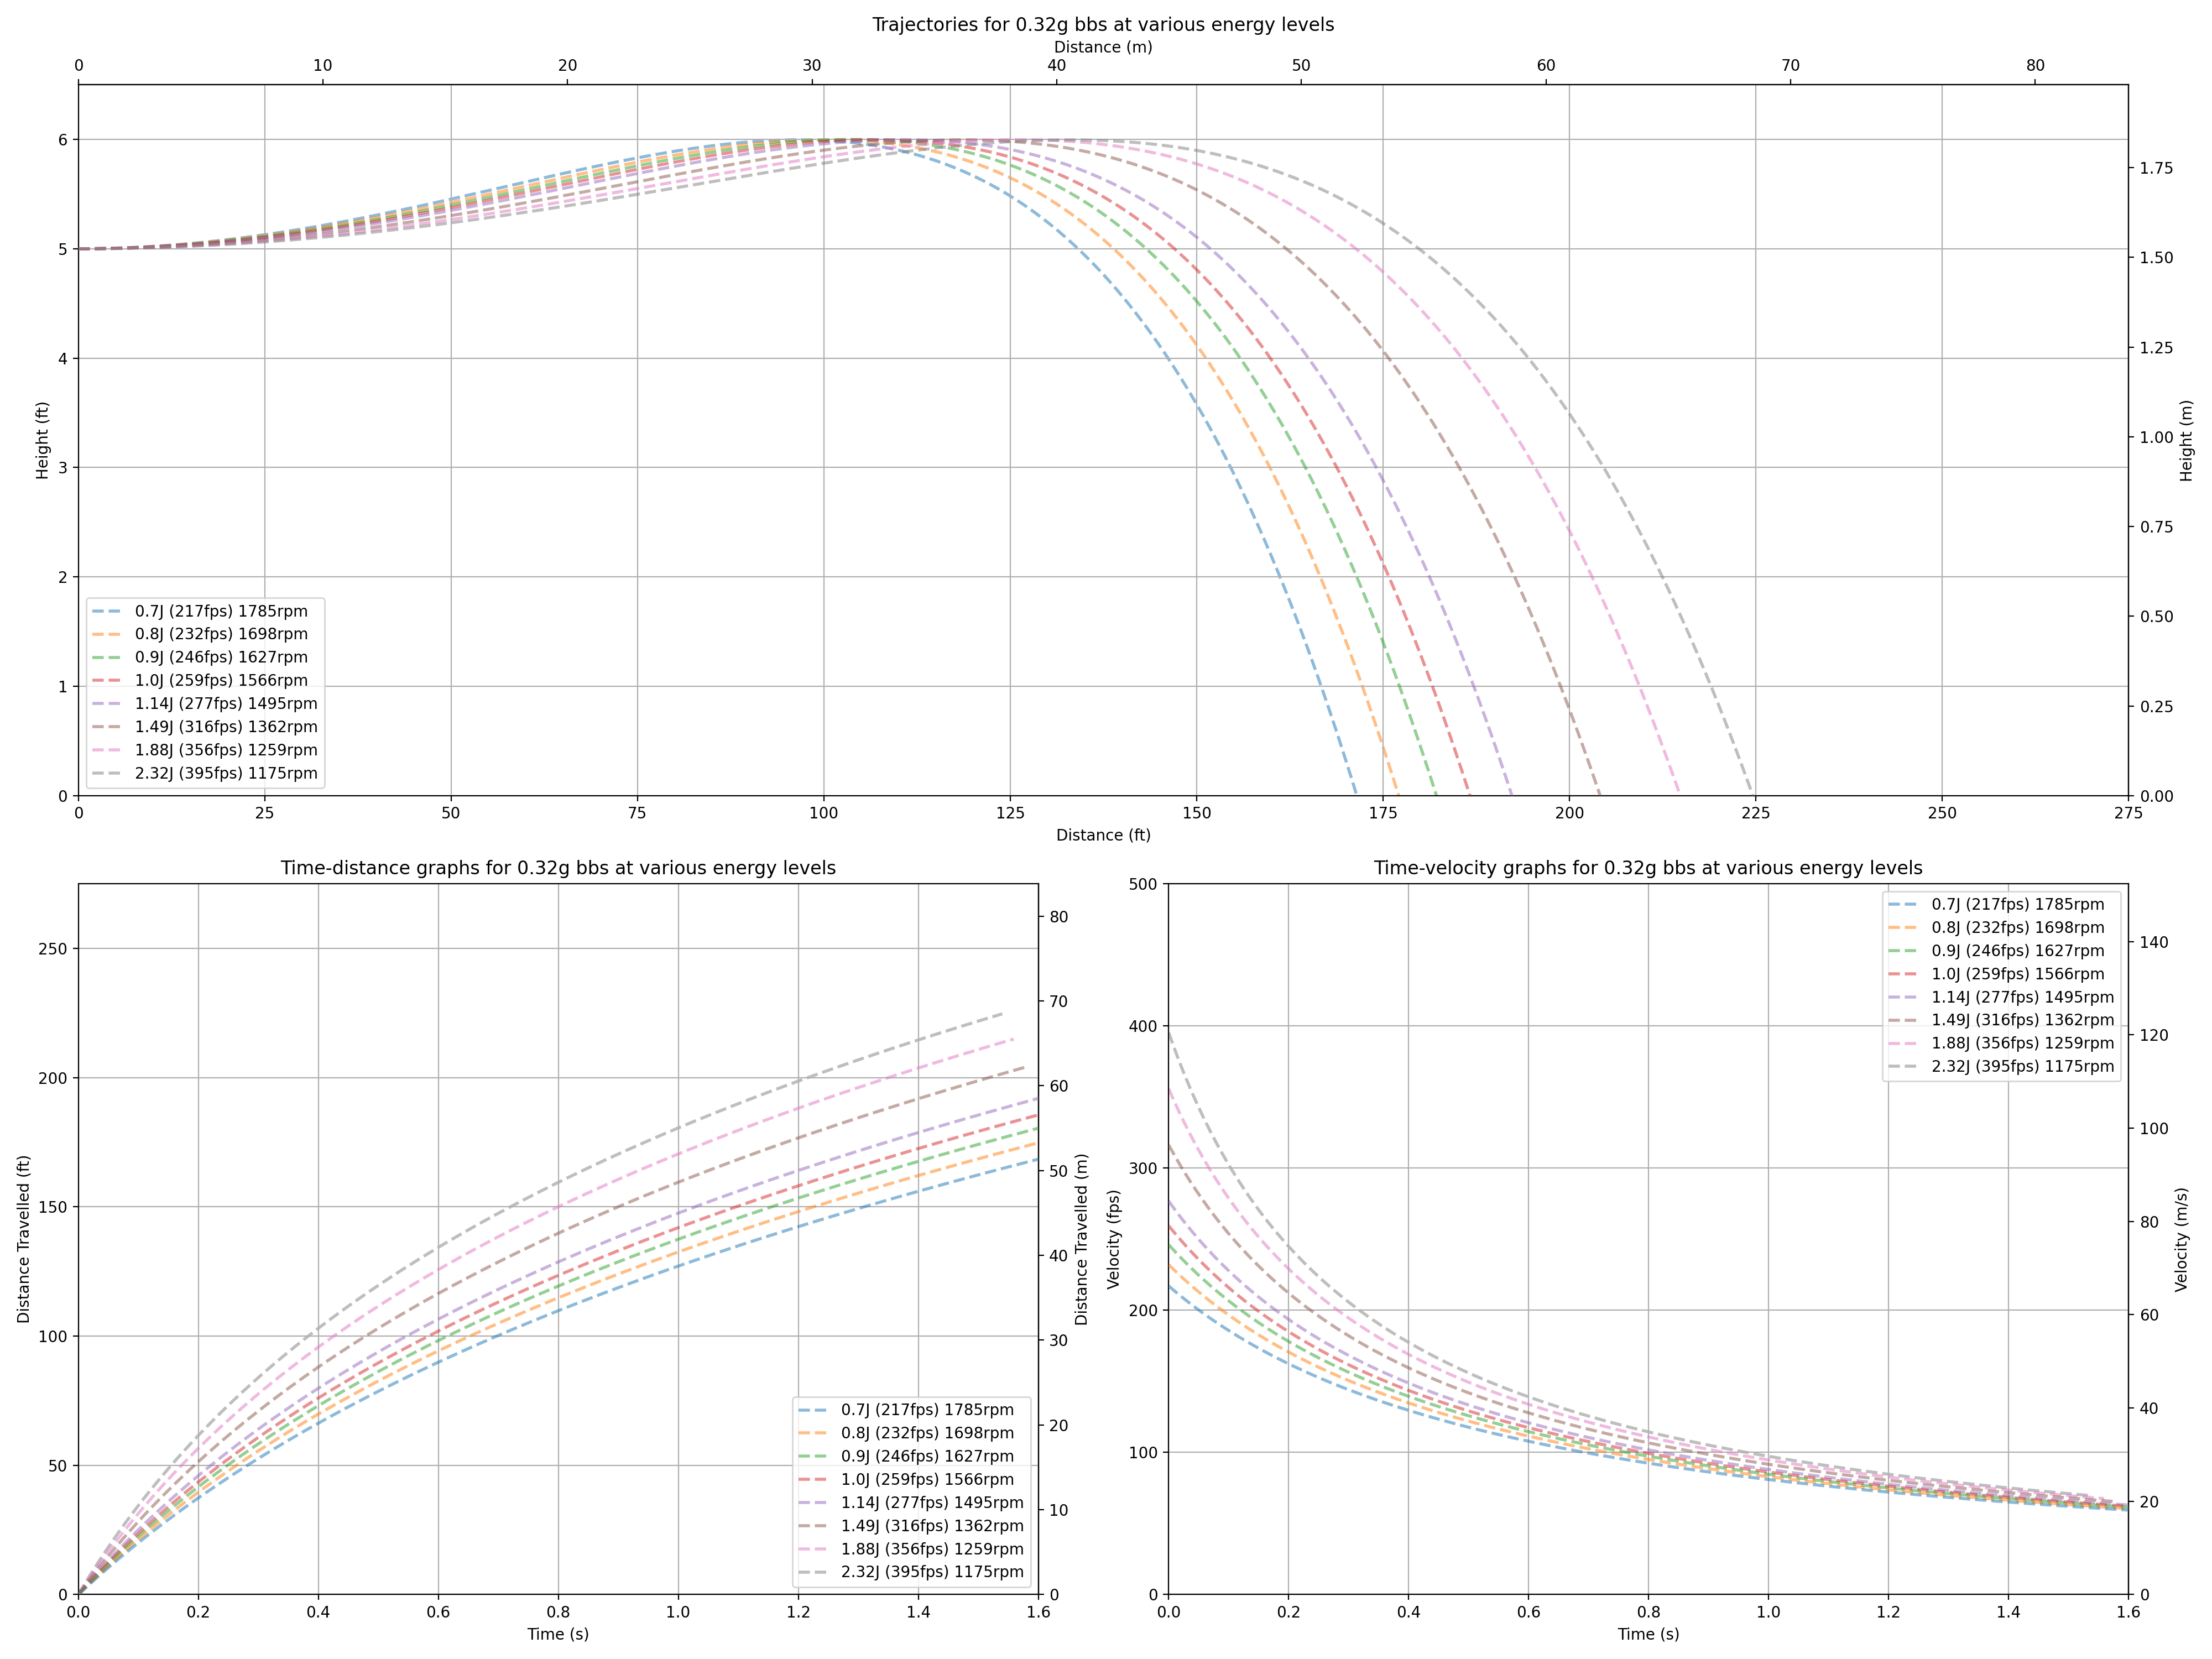 Trajectories for 0.32g bbs at various energy levels
Distance (m)
0 10 20 30 40 50 60 70 80
6
5
4
3
2
1
0
Height (ft)
1.75
1.50
1.25
1.00
0.75
0.50
0.25
0.00
Height (m)
0.7J (217fps) 1785rpm
0.8J (232fps) 1698rpm
0.9J (246fps) 1627rpm
1.0J (259fps) 1566rpm
1.14J (277fps) 1495rpm
1.49J (316fps) 1362rpm
1.88J (356fps) 1259rpm
2.32J (395fps) 1175rpm
0 25 50 75 100 125 150 175 200 225 250 275
Distance (ft)
Time-distance graphs for 0.32g bbs at various energy levels
250
200
150
100
50
0
Distance Travelled (ft)
80
70
60
50
40
30
20
10
0
Distance Travelled (m)
0.7J (217fps) 1785rpm
0.8J (232fps) 1698rpm
0.9J (246fps) 1627rpm
1.0J (259fps) 1566rpm
1.14J (277fps) 1495rpm
1.49J (316fps) 1362rpm
1.88J (356fps) 1259rpm
2.32J (395fps) 1175rpm
0.0 0.2 0.4 0.6 0.8 1.0 1.2 1.4 1.6
Time (s)
Time-velocity graphs for 0.32g bbs at various energy levels
500
400
300
200
100
0
Velocity (fps)
140
120
100
80
60
40
20
0
Velocity (m/s)
0.7J (217fps) 1785rpm
0.8J (232fps) 1698rpm
0.9J (246fps) 1627rpm
1.0J (259fps) 1566rpm
1.14J (277fps) 1495rpm
1.49J (316fps) 1362rpm
1.88J (356fps) 1259rpm
2.32J (395fps) 1175rpm
0.0 0.2 0.4 0.6 0.8 1.0 1.2 1.4 1.6
Time (s)